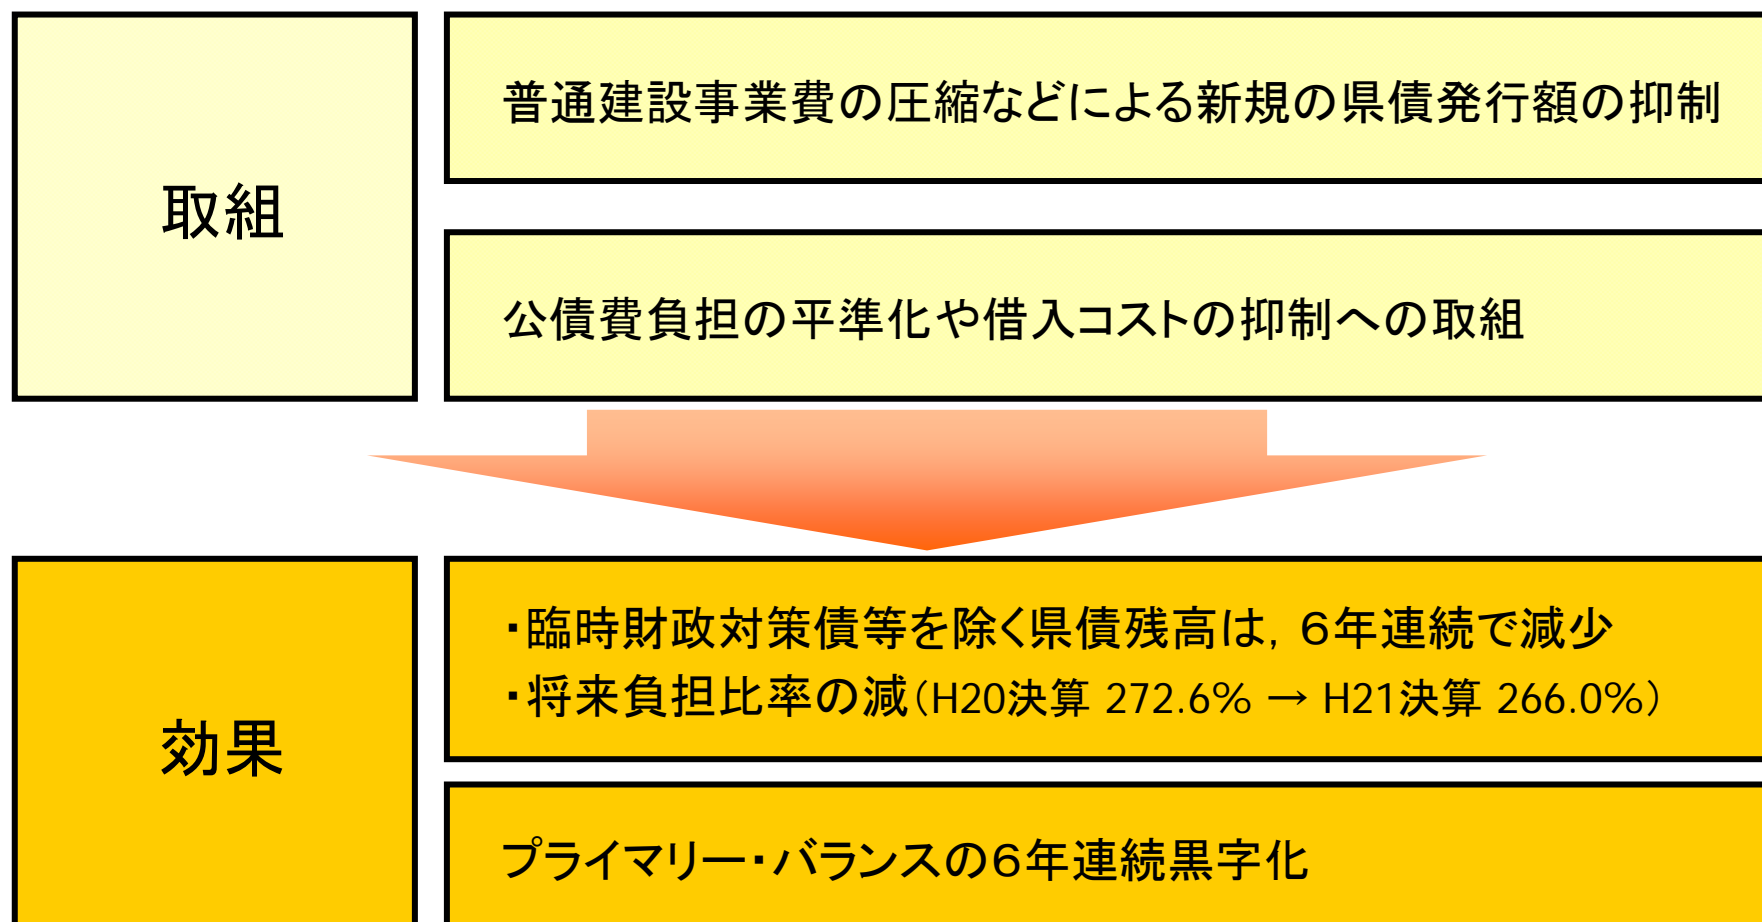 取組
普通建設事業費の圧縮などによる新規の県債発行額の抑制
公債費負担の平準化や借入コストの抑制への取組
効果
・臨時財政対策債等を除く県債残高は，６年連続で減少
・将来負担比率の減（H20決算 272.6% → H21決算 266.0%）
プライマリー・バランスの６年連続黒字化